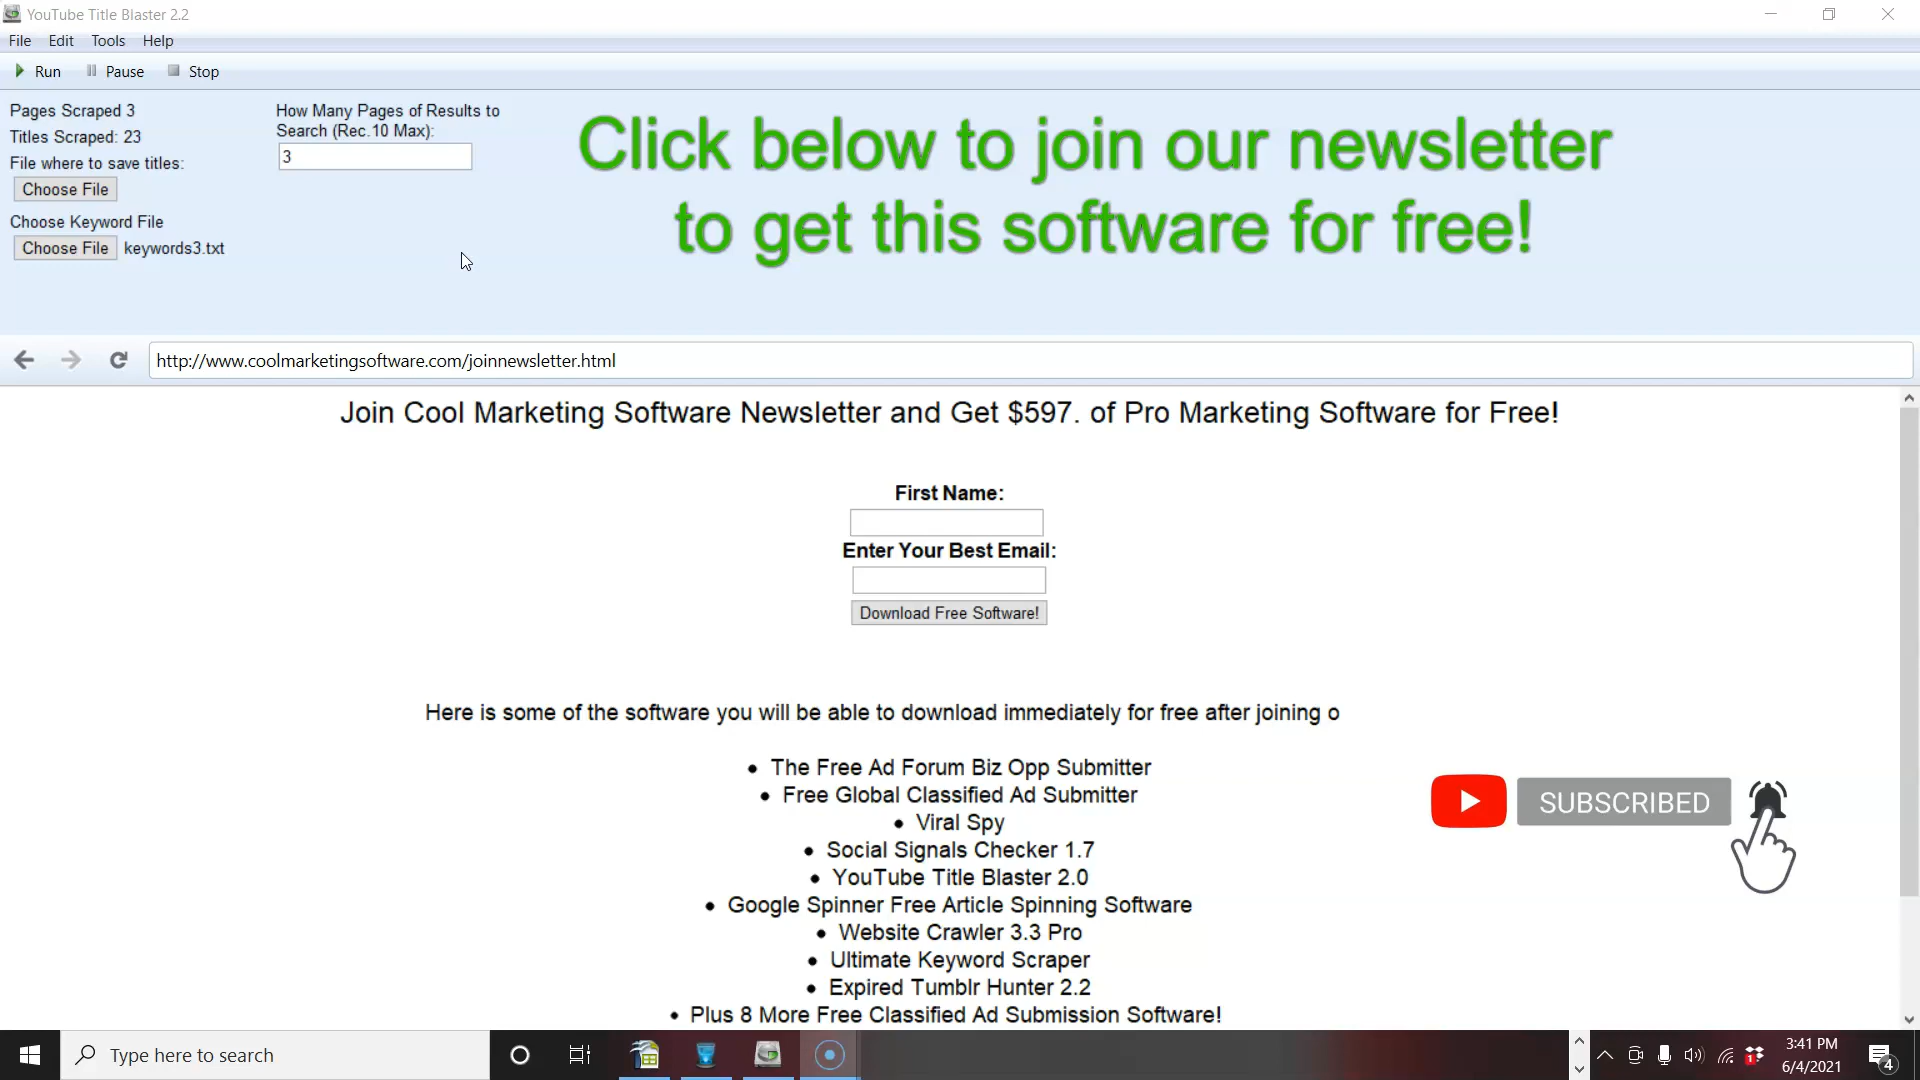 YouTube Title Blaster 2.2
File Edit Tools Help
Run Pause Stop
Pages Scraped 3
Titles Scraped: 23
File where to save titles:
Choose File
Choose Keyword File
Choose File keywords3.txt
How Many Pages of Results to
Search (Rec.10 Max):
3
Click below to join our newsletter
to get this software for free!
http://www.coolmarketingsoftware.com/joinnewsletter.html
Join Cool Marketing Software Newsletter and Get $597. of Pro Marketing Software for Free!
First Name:
Enter Your Best Email:
Download Free Software!
Here is some of the software you will be able to download immediately for free after joining o
• The Free Ad Forum Biz Opp Submitter
• Free Global Classified Ad Submitter
• Viral Spy
• Social Signals Checker 1.7
• YouTube Title Blaster 2.0
• Google Spinner Free Article Spinning Software
• Website Crawler 3.3 Pro
• Ultimate Keyword Scraper
• Expired Tumblr Hunter 2.2
• Plus 8 More Free Classified Ad Submission Software!
SUBSCRIBED
Type here to search
1
3:41 PM
6/4/2021
4